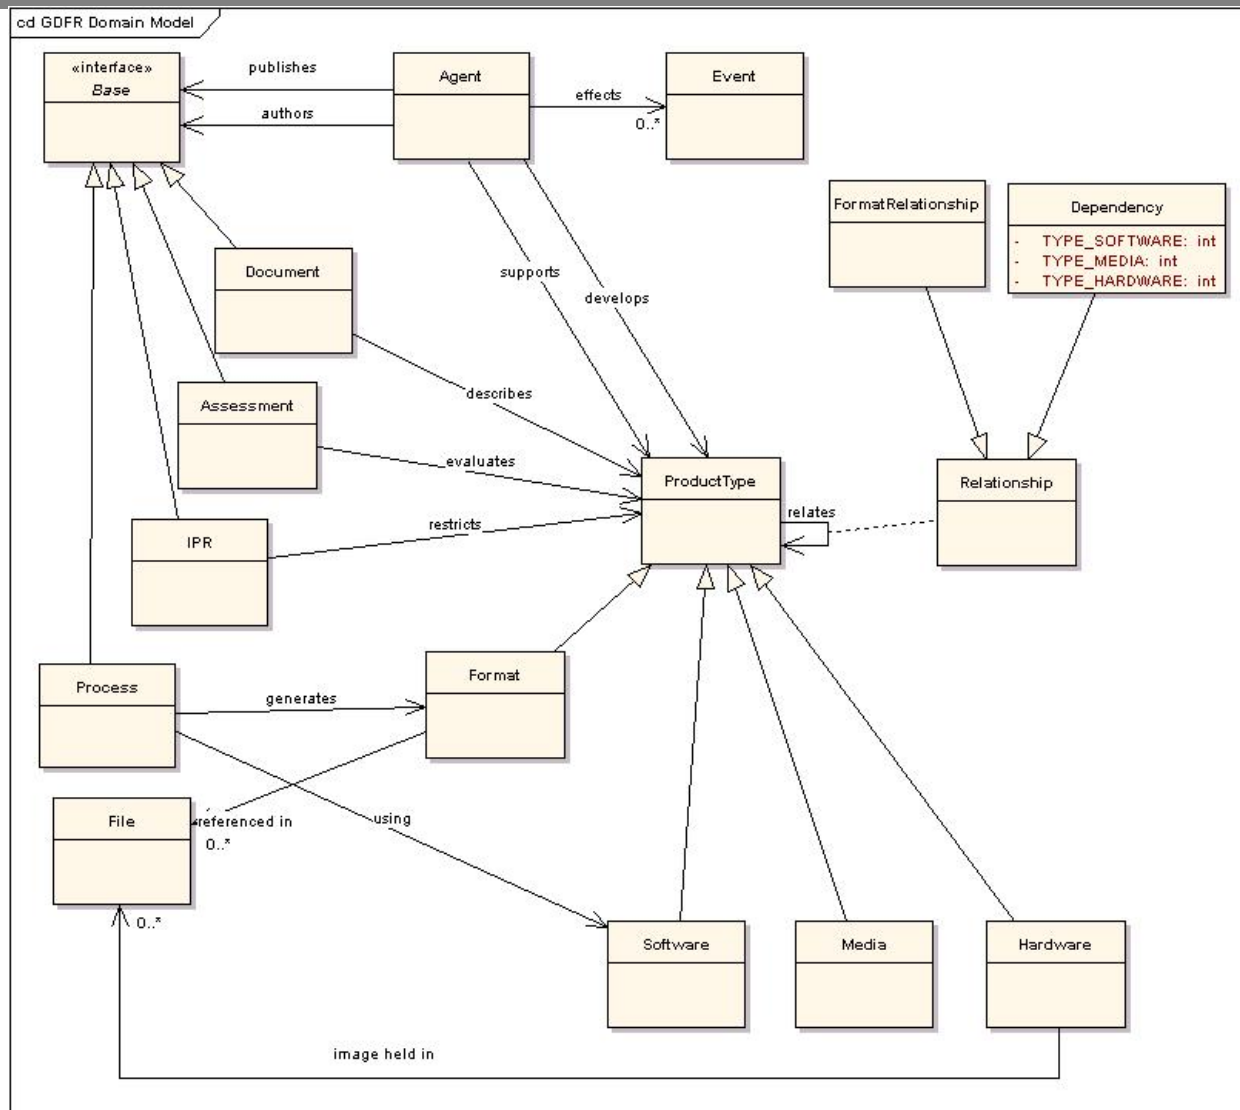 cd GDFR Domain Model
«interface»
Base
publishes
authors
Agent
effects
0..*
Event
FormatRelationship
Dependency
- TYPE_SOFTWARE: int
- TYPE_MEDIA: int
- TYPE_HARDWARE: int
Document
supports
develops
Assessment
describes
evaluates
ProductType
relates
Relationship
IPR
restricts
Process
generates
Format
File
referenced in
0..*
using
0..*
Software
Media
Hardware
image held in